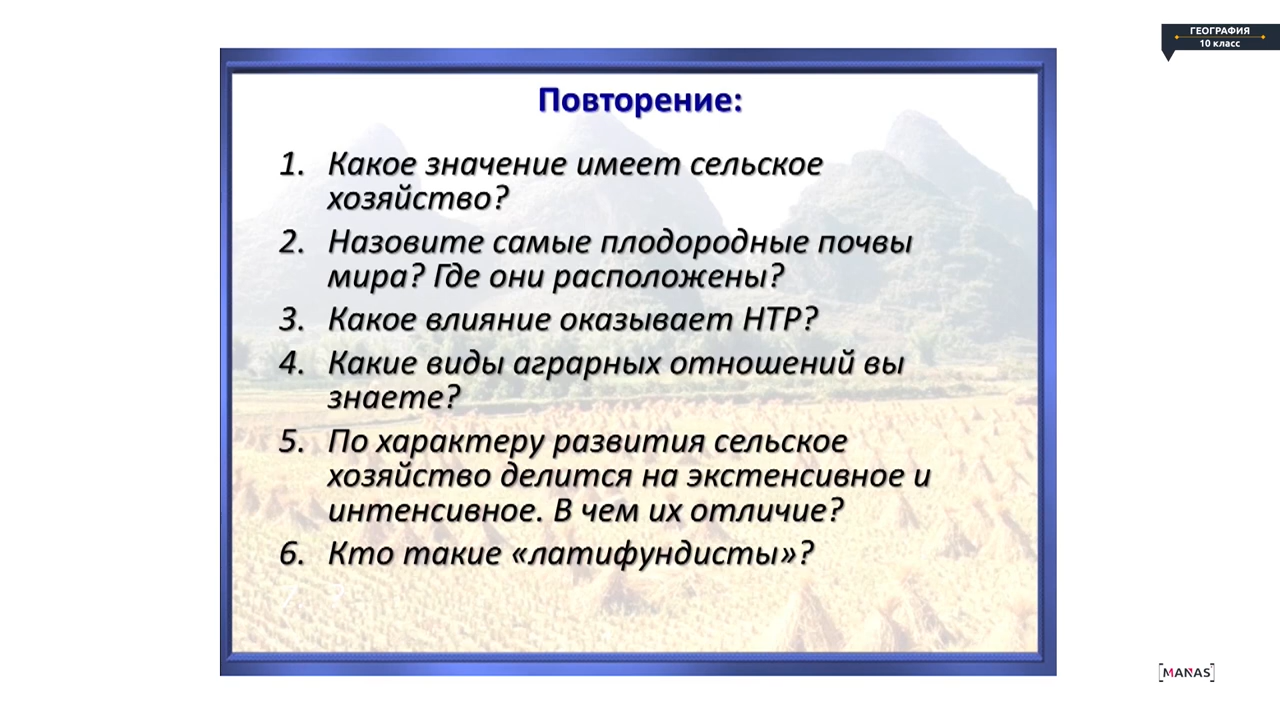 ГЕОГРАФИЯ
10 класс
Повторение:
1. Какое значение имеет сельское
хозяйство?
2. Назовите самые плодородные почвы
мира? Где они расположены?
3. Какое влияние оказывает НТР?
4. Какие виды аграрных отношений вы
знаете?
5. По характеру развития сельское
хозяйство делится на экстенсивное и
интенсивное. В чем их отличие?
6. Кто такие «латифундисты»?
[MANAS]